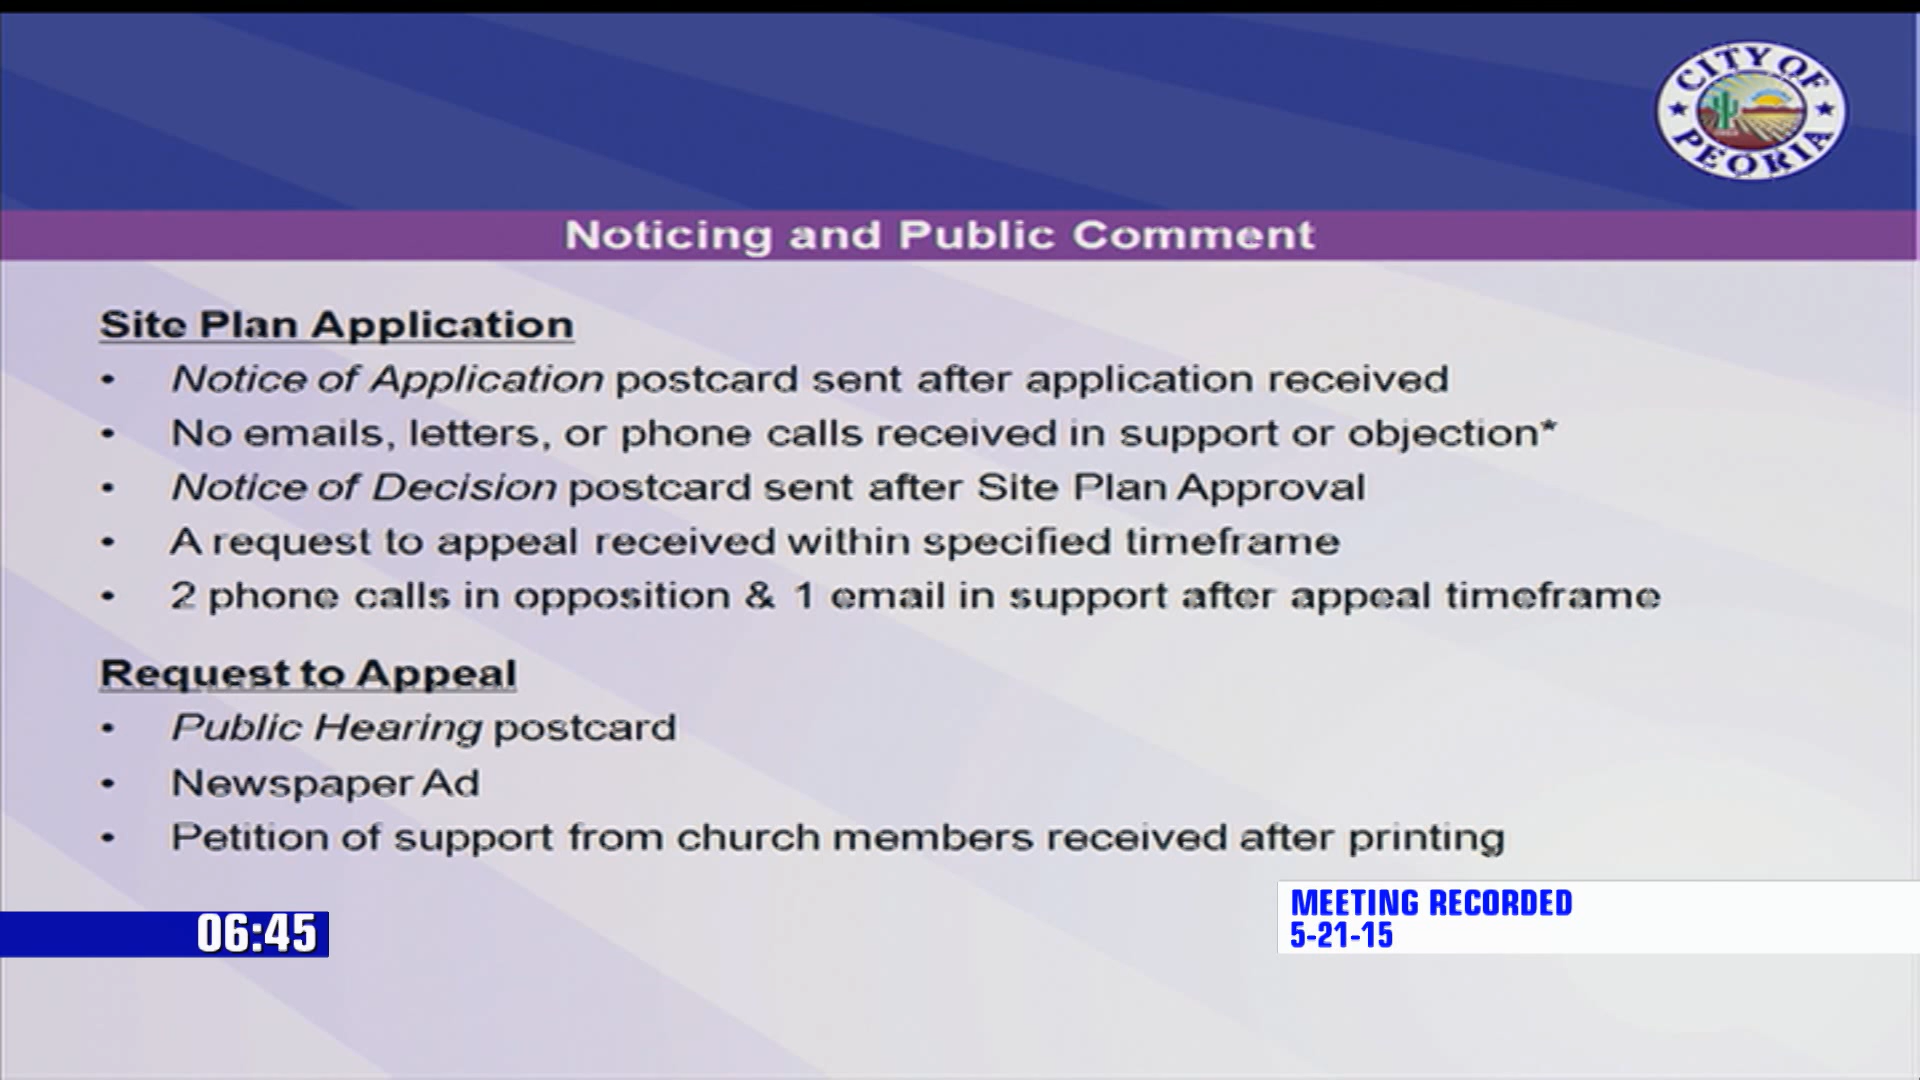 CITY OF
PEORIA
Noticing and Public Comment
Site Plan Application
• Notice of Application postcard sent after application received
• No emails, letters, or phone calls received in support or objection*
• Notice of Decision postcard sent after Site Plan Approval
• A request to appeal received within specified timeframe
• 2 phone calls in opposition & 1 email in support after appeal timeframe
Request to Appeal
• Public Hearing postcard
• Newspaper Ad
• Petition of support from church members received after printing
MEETING RECORDED
5-21-15
06:45